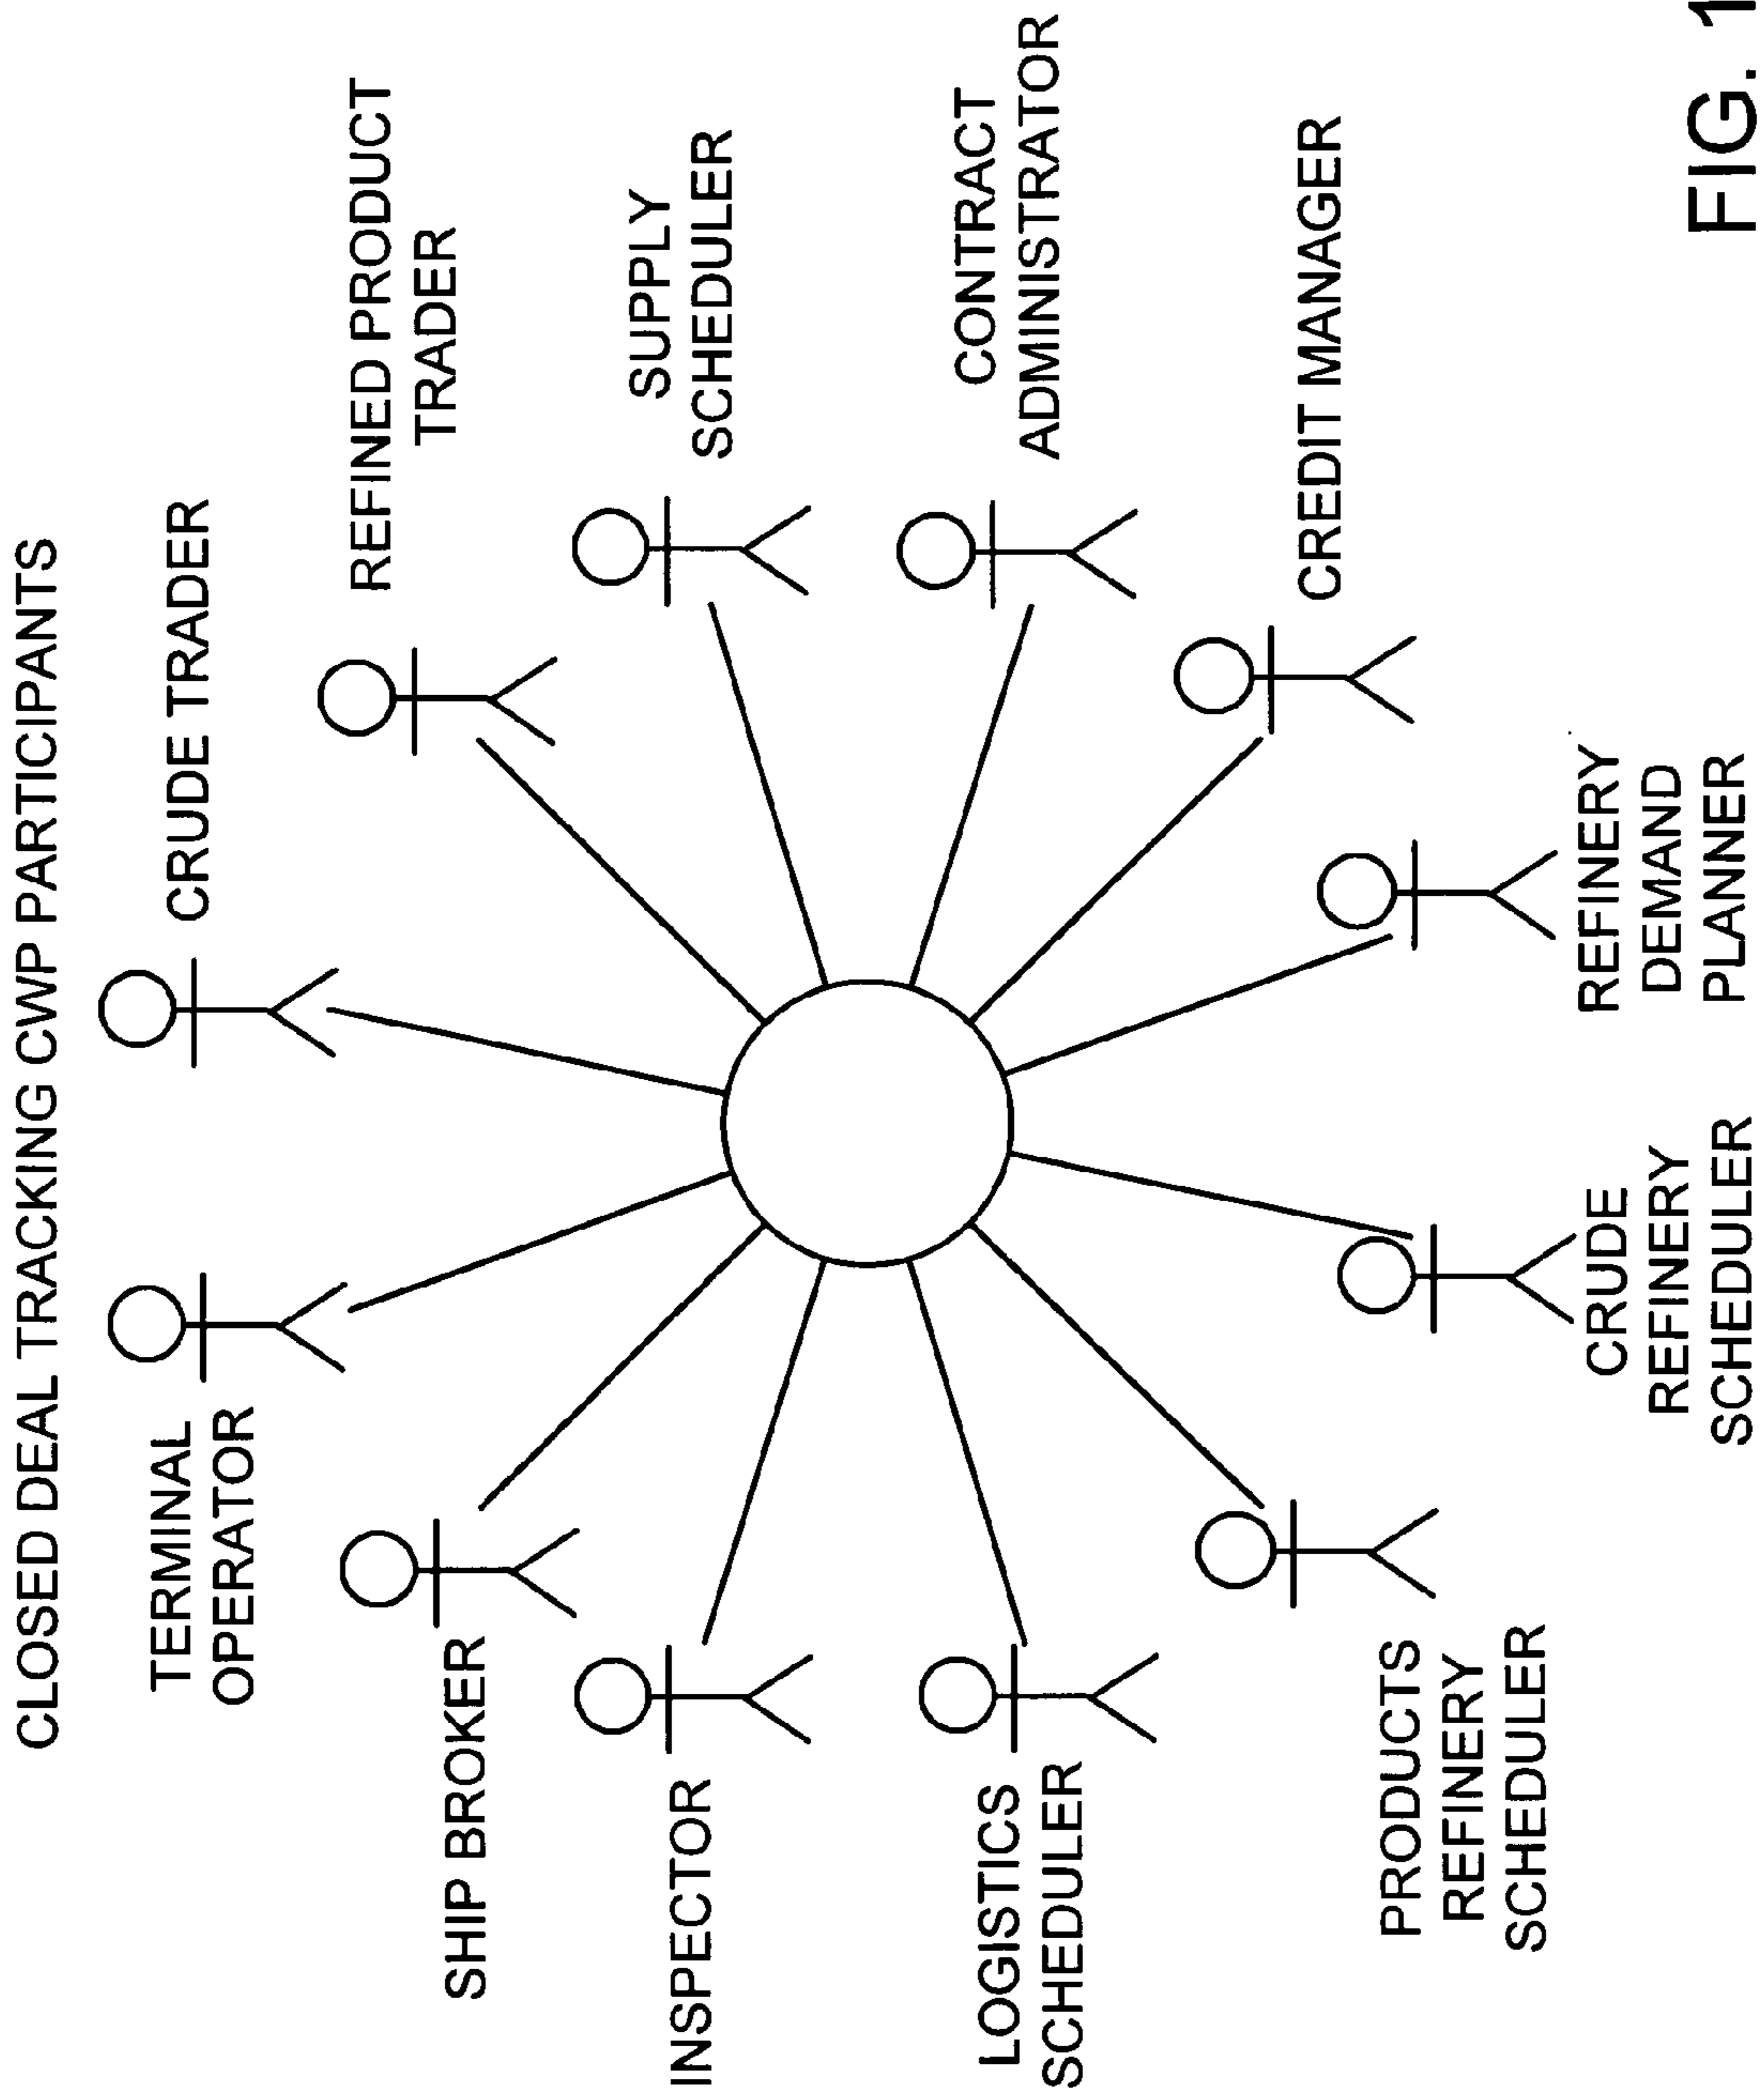 CLOSED DEAL TRACKING CWP PARTICIPANTS
TERMINAL
OPERATOR
CRUDE TRADER
SHIP BROKER
REFINED PRODUCT
TRADER
INSPECTOR
SUPPLY
SCHEDULER
LOGISTICS
SCHEDULER
CONTRACT
ADMINISTRATOR
PRODUCTS
REFINERY
SCHEDULER
CREDIT MANAGER
CRUDE
REFINERY
SCHEDULER
REFINERY
DEMAND
PLANNER
FIG. 1